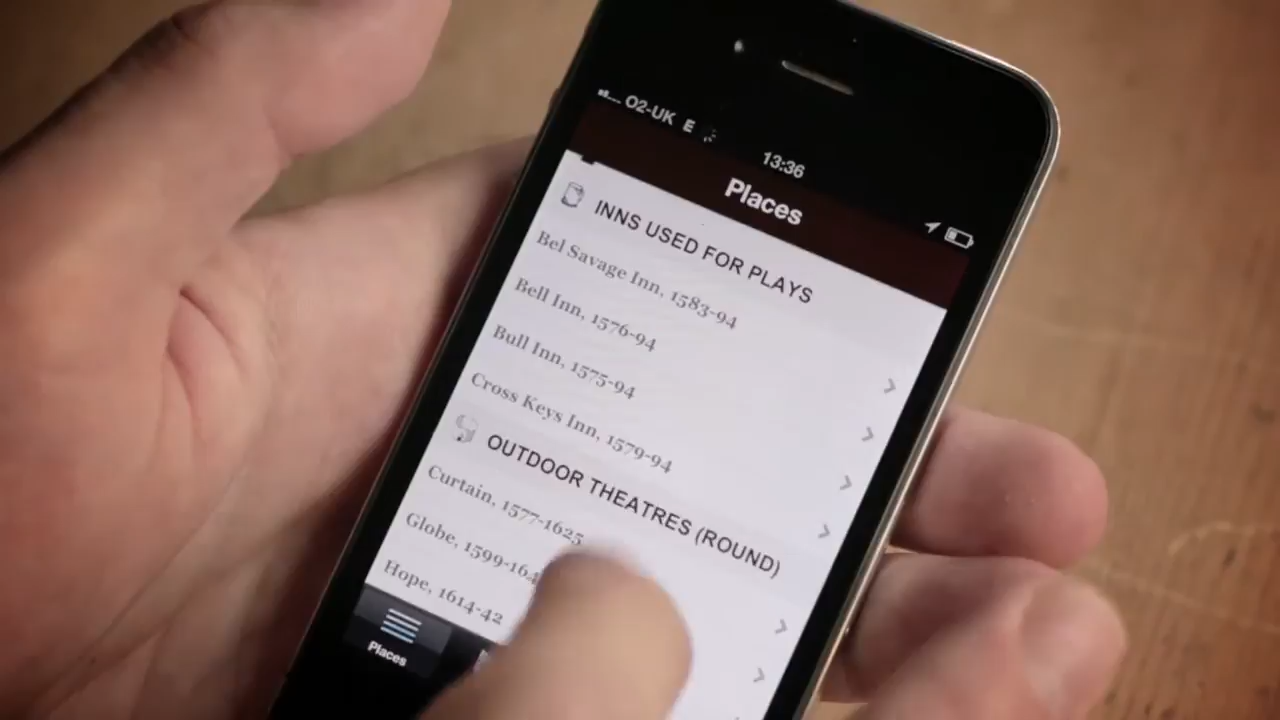 O2-UK E
13:36
Places
INNS USED FOR PLAYS
Bel Savage Inn, 1583-94
Bell Inn, 1576-94
Bull Inn, 1575-94
Cross Keys Inn, 1579-94
OUTDOOR THEATRES (ROUND)
Curtain, 1577-1625
Globe, 1599-164
Hope, 1614-42
Places